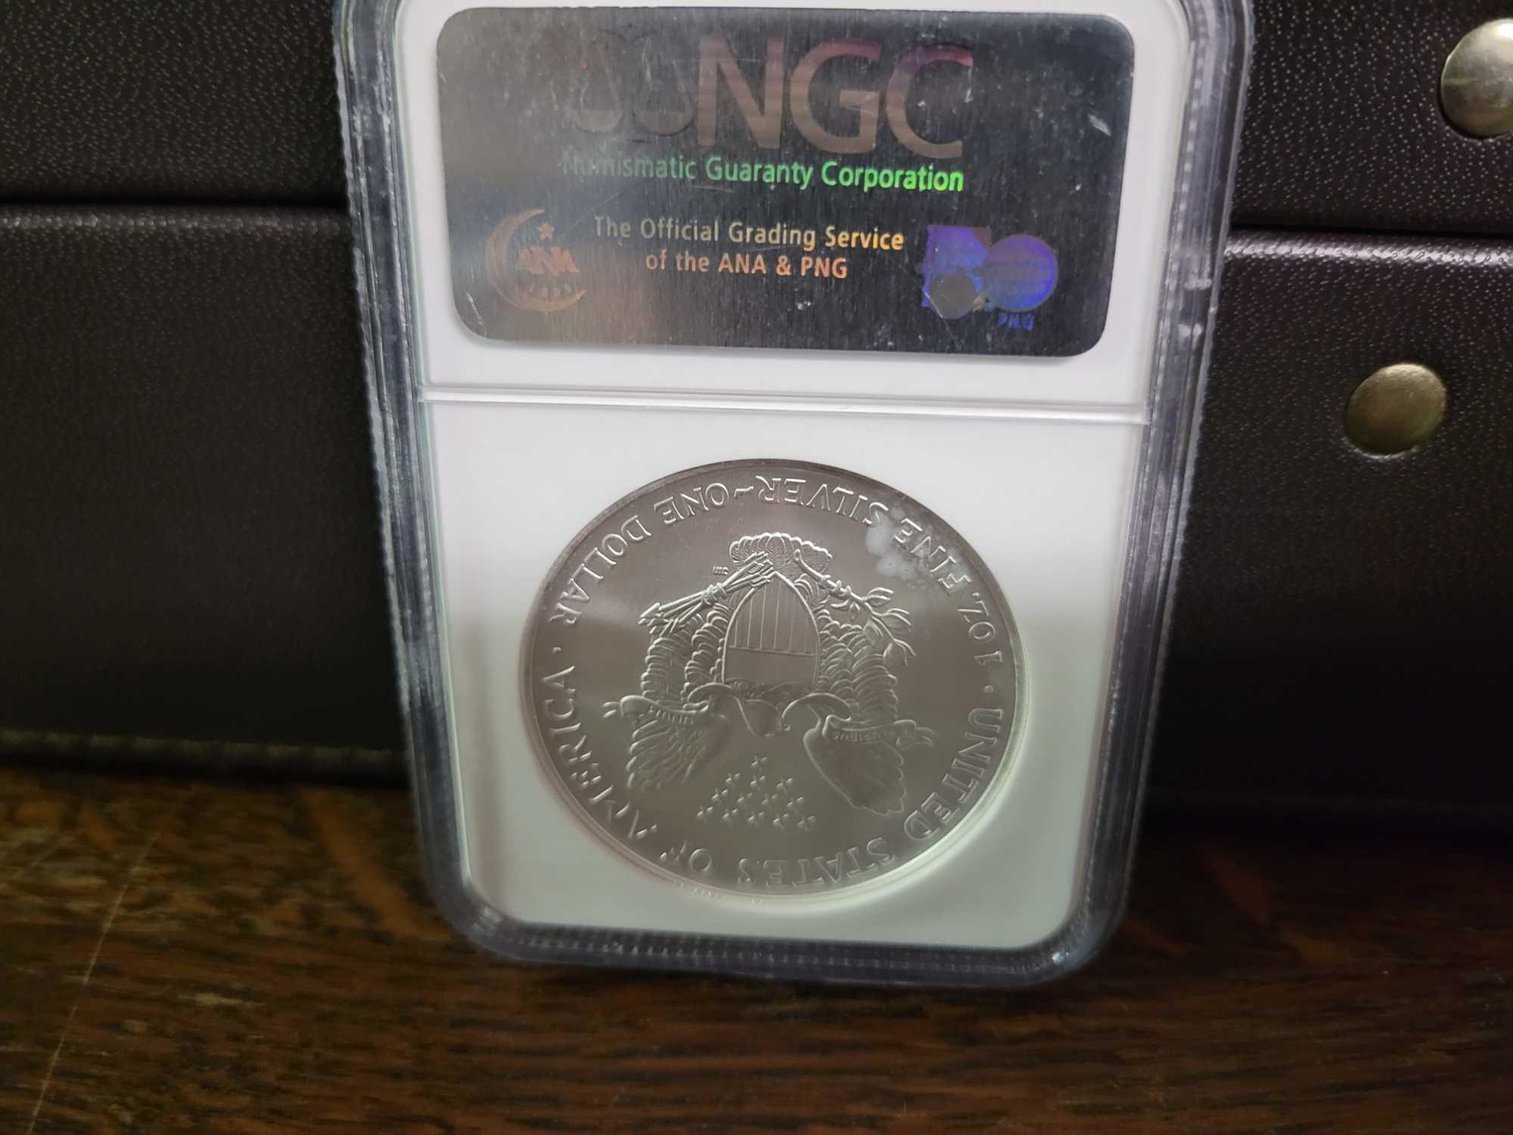 NGC
Numismatic Guaranty Corporation
The Official Grading Service
of the ANA & PNG
ANA
PNG
UNITED STATES OF AMERICA
· 1 OZ. FINE SILVER~ONE DOLLAR ·